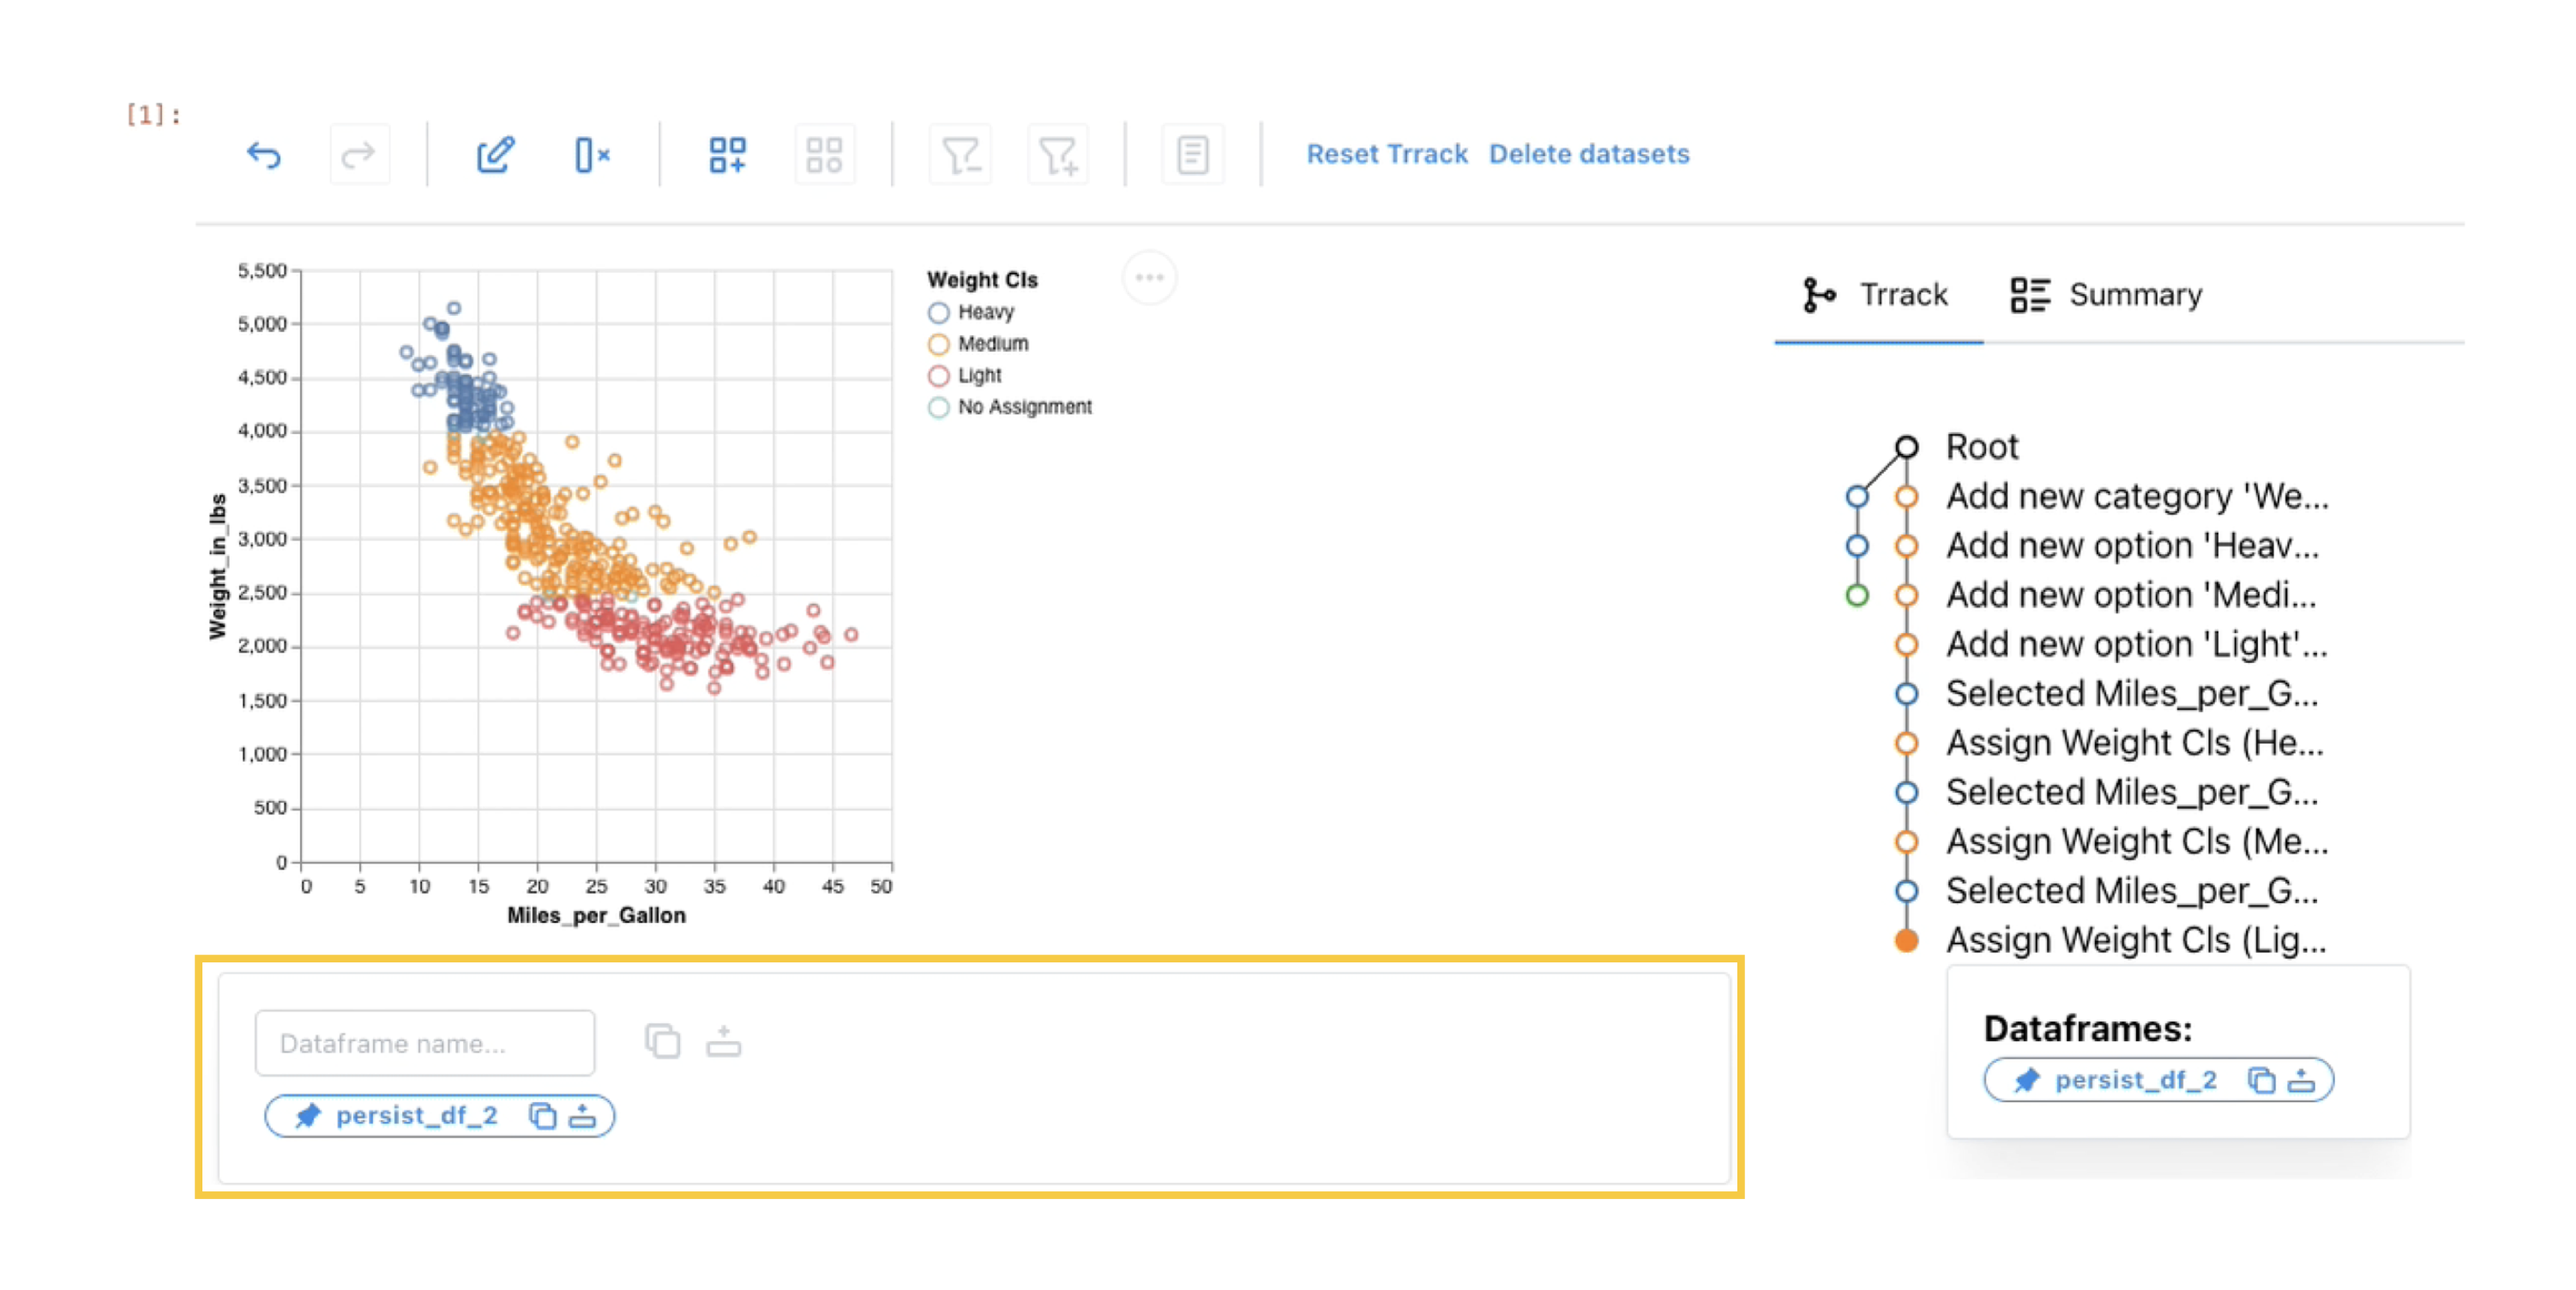 [1]:
Reset Trrack Delete datasets
5,500
5,000
4,500
4,000
3,500
3,000
2,500
2,000
1,500
1,000
500
0
Weight_in_lbs
0 5 10 15 20 25 30 35 40 45 50
Miles_per_Gallon
Weight Cls
Heavy
Medium
Light
No Assignment
Trrack Summary
Root
Add new category 'We...
Add new option 'Heav...
Add new option 'Medi...
Add new option 'Light'...
Selected Miles_per_G...
Assign Weight Cls (He...
Selected Miles_per_G...
Assign Weight Cls (Me...
Selected Miles_per_G...
Assign Weight Cls (Lig...
Dataframes:
persist_df_2
Dataframe name...
persist_df_2